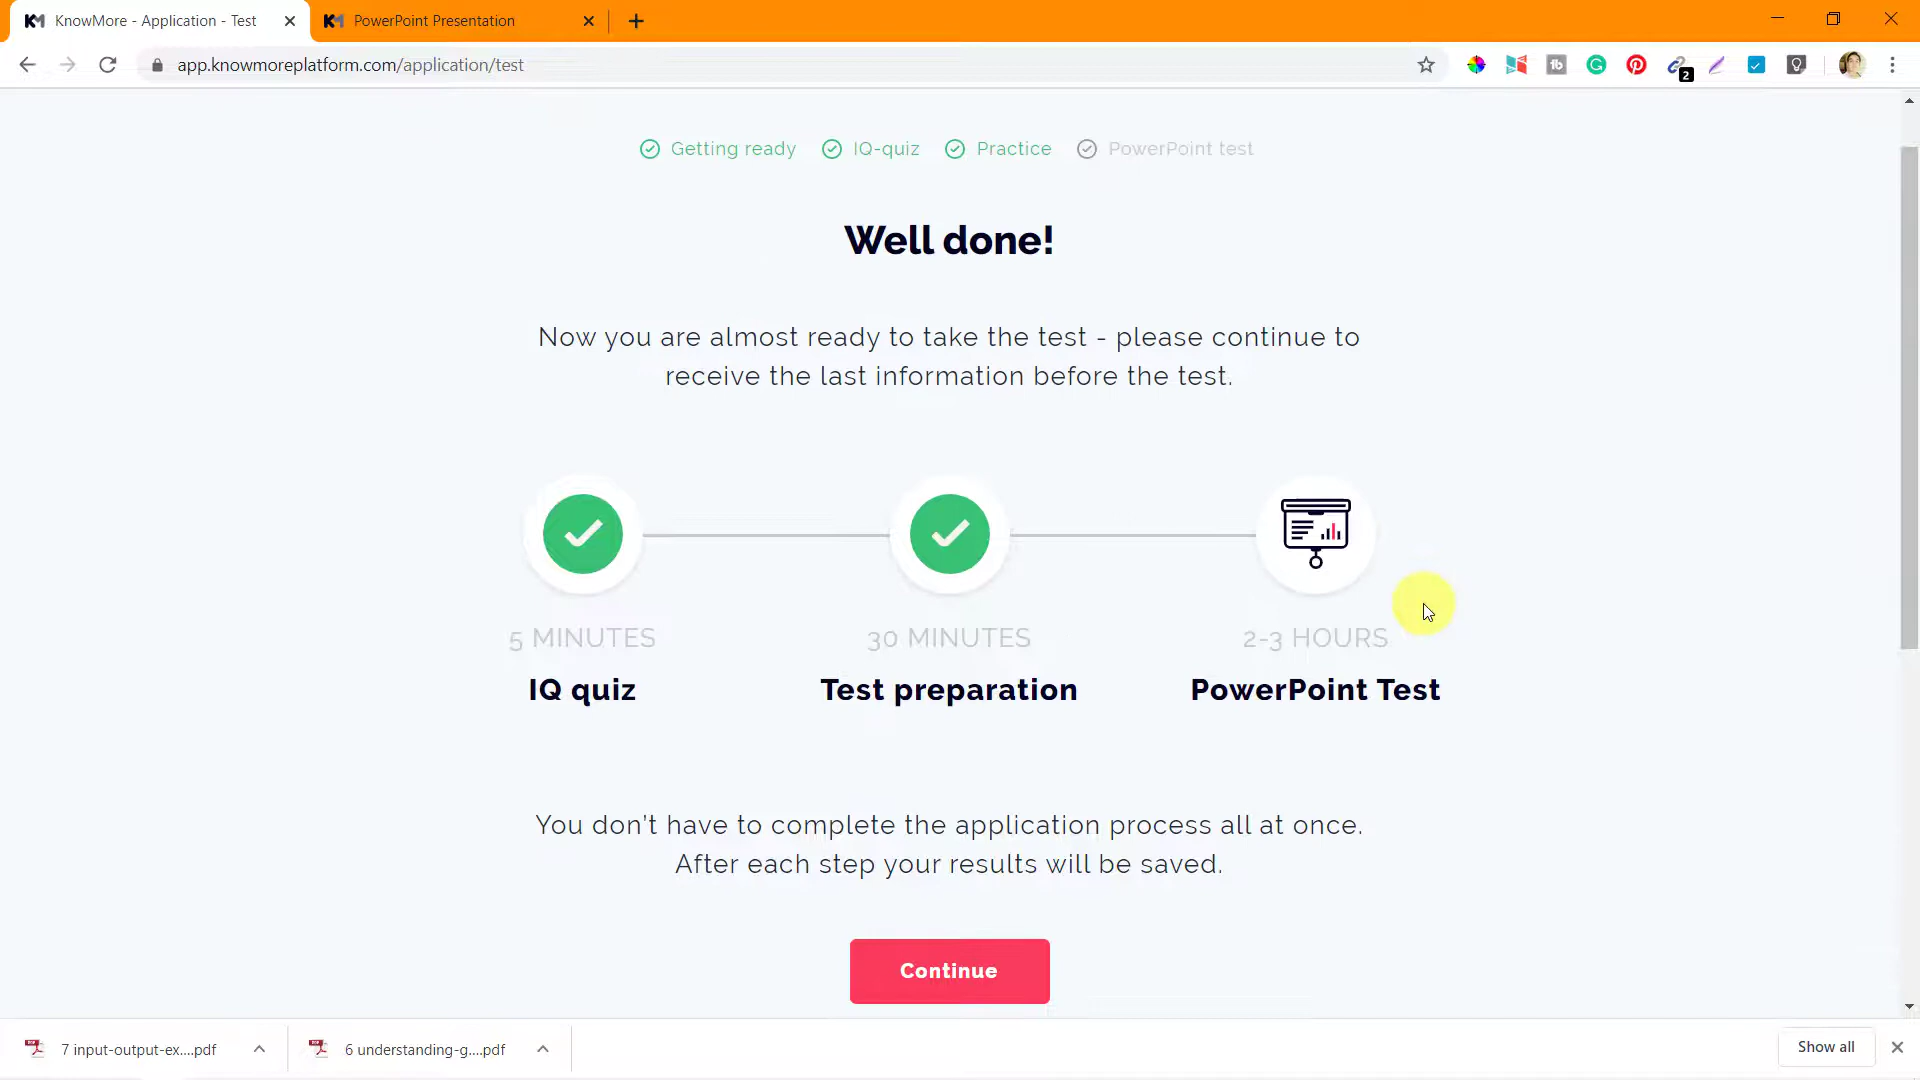 KnowMore - Application - Test
PowerPoint Presentation
app.knowmoreplatform.com/application/test
2
Getting ready
IQ-quiz
Practice
PowerPoint test
Well done!
Now you are almost ready to take the test - please continue to
receive the last information before the test.
5 MINUTES
30 MINUTES
2-3 HOURS
IQ quiz
Test preparation
PowerPoint Test
You don't have to complete the application process all at once.
After each step your results will be saved.
Continue
7 input-output-ex....pdf
6 understanding-g....pdf
Show all